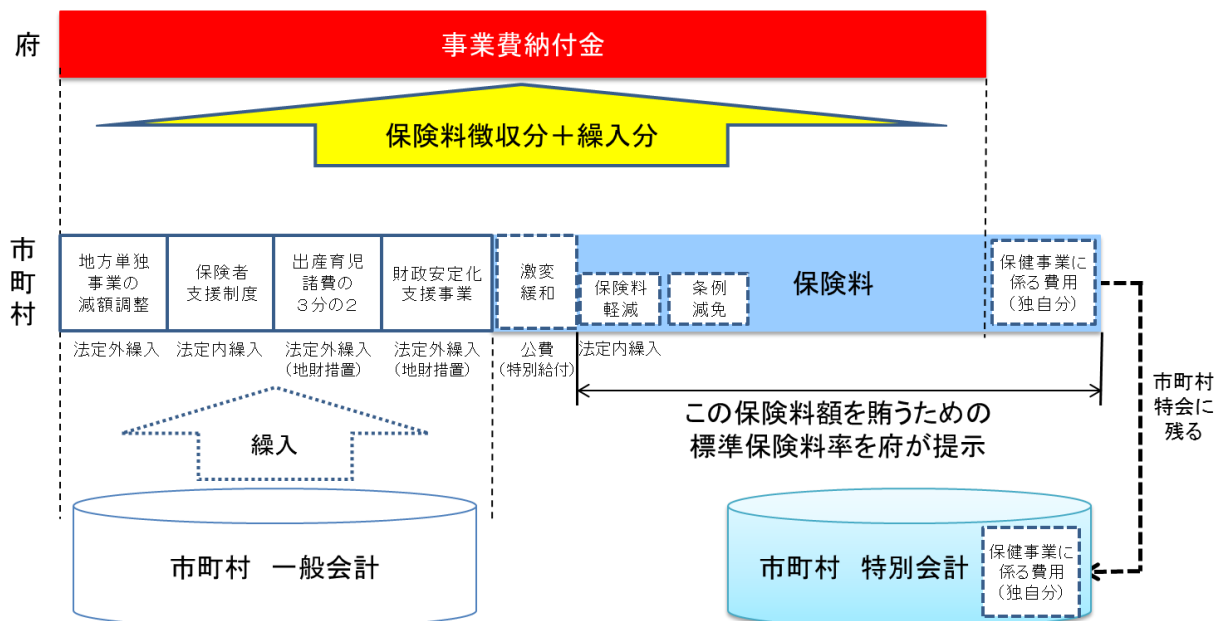 府
事業費納付金
保険料徴収分＋繰入分
市町村
地方単独
事業の
減額調整
保険者
支援制度
出産育児
諸費の
３分の２
財政安定化
支援事業
激変
緩和
保険料
軽減
条例
減免
保険料
保健事業に
係る費用
（独自分）
法定外繰入
法定内繰入
法定外繰入
（地財措置）
法定外繰入
（地財措置）
公費
（特別給付）
法定内繰入
この保険料額を賄うための
標準保険料率を府が提示
市町村
特会に
残る
繰入
市町村　一般会計
市町村　特別会計
保健事業に
係る費用
（独自分）